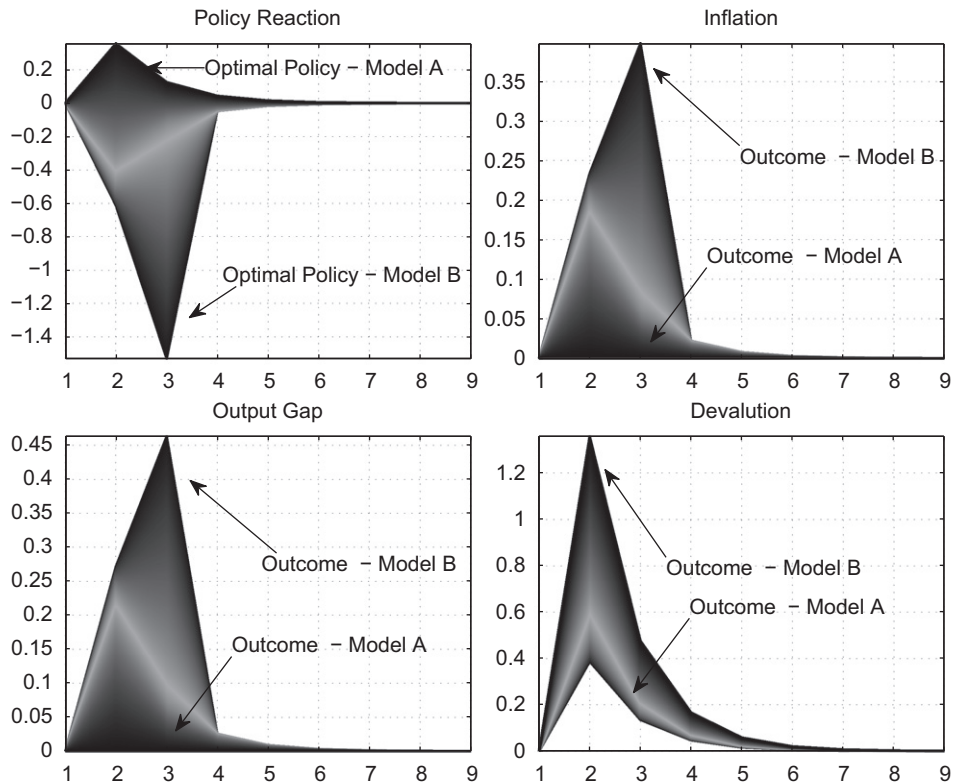 Policy Reaction
0.2
0
−0.2
−0.4
−0.6
−0.8
−1
−1.2
−1.4
Optimal Policy − Model A
Optimal Policy − Model B
1 2 3 4 5 6 7 8 9
Inflation
0.35
0.3
0.25
0.2
0.15
0.1
0.05
0
Outcome − Model B
Outcome − Model A
1 2 3 4 5 6 7 8 9
Output Gap
0.45
0.4
0.35
0.3
0.25
0.2
0.15
0.1
0.05
0
Outcome − Model B
Outcome − Model A
1 2 3 4 5 6 7 8 9
Devalution
1.2
1
0.8
0.6
0.4
0.2
0
Outcome − Model B
Outcome − Model A
1 2 3 4 5 6 7 8 9